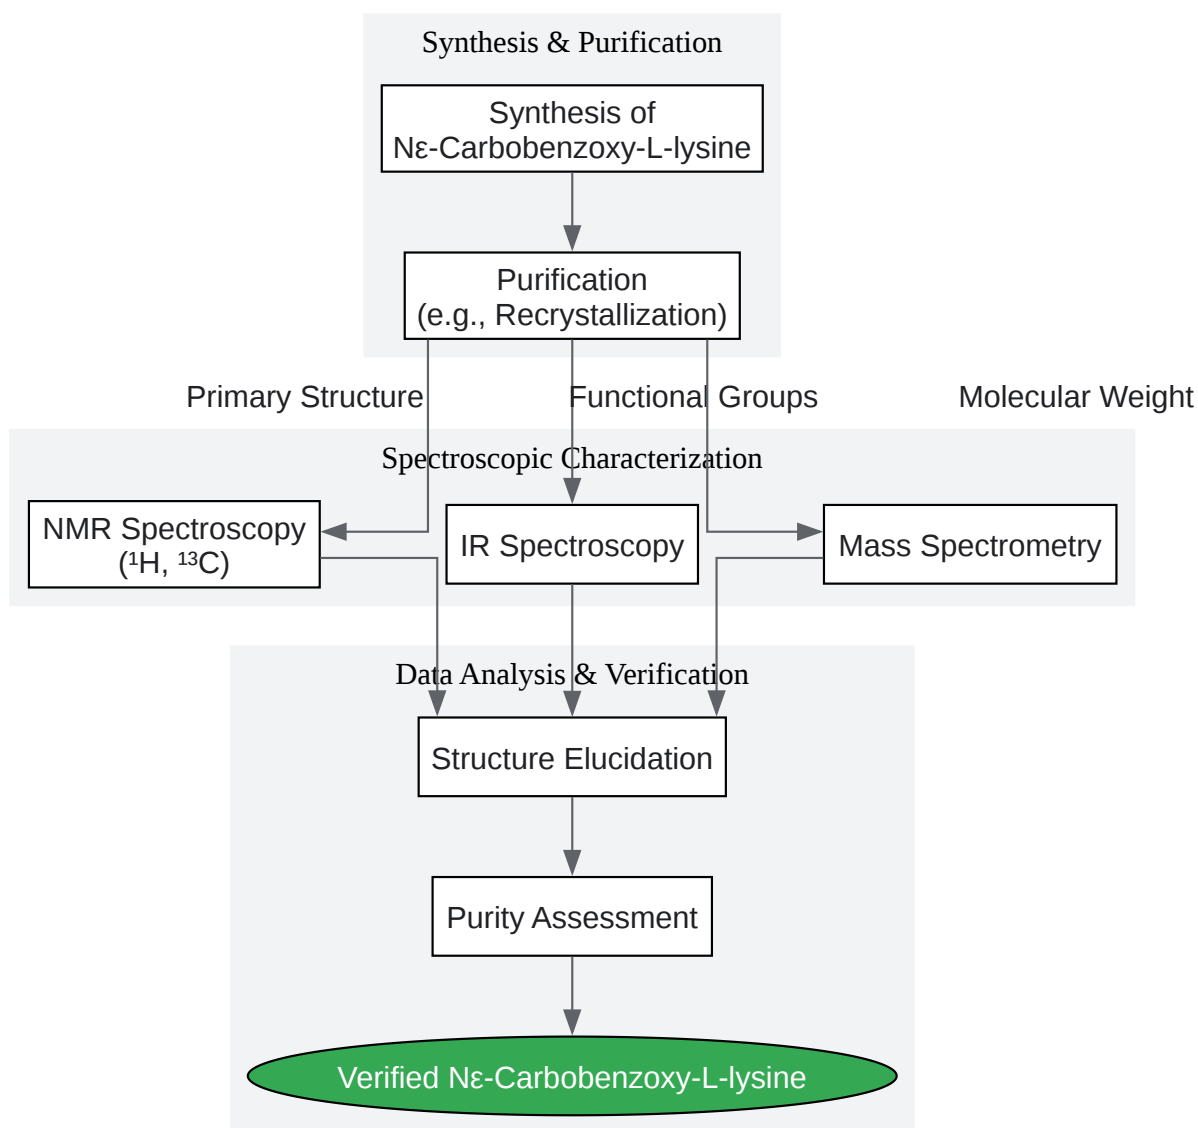 Synthesis & Purification
Synthesis of
Nε-Carbobenzoxy-L-lysine
Purification
(e.g., Recrystallization)
Primary Structure
Functional Groups
Molecular Weight
Spectroscopic Characterization
NMR Spectroscopy
(¹H, ¹³C)
IR Spectroscopy
Mass Spectrometry
Data Analysis & Verification
Structure Elucidation
Purity Assessment
Verified Nε-Carbobenzoxy-L-lysine